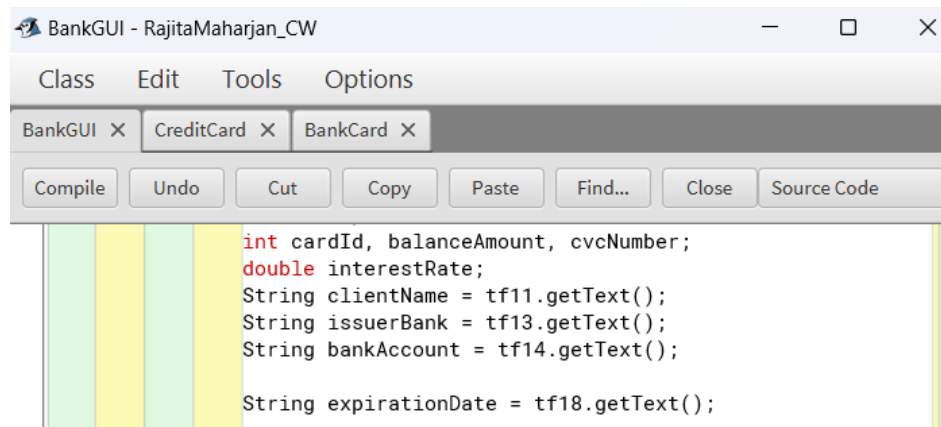 BankGUI - RajitaMaharjan_CW
Class Edit Tools Options
BankGUI CreditCard BankCard
Compile Undo Cut Copy Paste Find... Close Source Code
int cardId, balanceAmount, cvcNumber;
double interestRate;
String clientName = tf11.getText();
String issuerBank = tf13.getText();
String bankAccount = tf14.getText();
String expirationDate = tf18.getText();